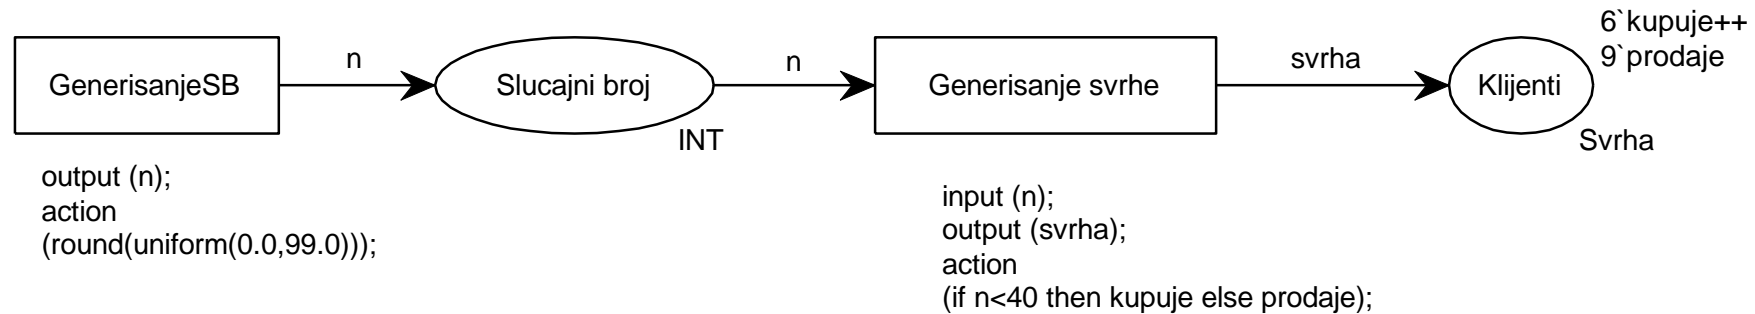 6`kupuje++
9`prodaje
n
n
svrha
GenerisanjeSB
Slucajni broj
Generisanje svrhe
Klijenti
INT
Svrha
output (n);
action
(round(uniform(0.0,99.0)));
input (n);
output (svrha);
action
(if n<40 then kupuje else prodaje);